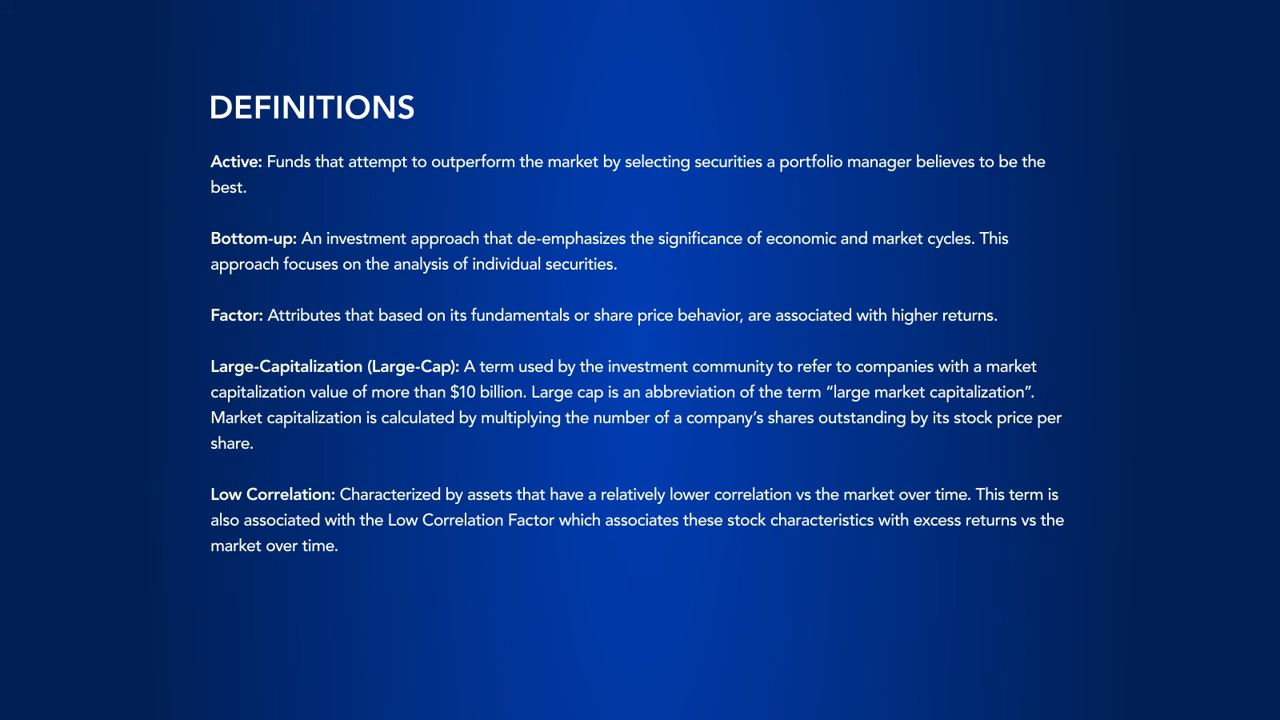 DEFINITIONS
Active: Funds that attempt to outperform the market by selecting securities a portfolio manager believes to be the
best.
Bottom-up: An investment approach that de-emphasizes the significance of economic and market cycles. This
approach focuses on the analysis of individual securities.
Factor: Attributes that based on its fundamentals or share price behavior, are associated with higher returns.
Large-Capitalization (Large-Cap): A term used by the investment community to refer to companies with a market
capitalization value of more than $10 billion. Large cap is an abbreviation of the term “large market capitalization”.
Market capitalization is calculated by multiplying the number of a company’s shares outstanding by its stock price per
share.
Low Correlation: Characterized by assets that have a relatively lower correlation vs the market over time. This term is
also associated with the Low Correlation Factor which associates these stock characteristics with excess returns vs the
market over time.